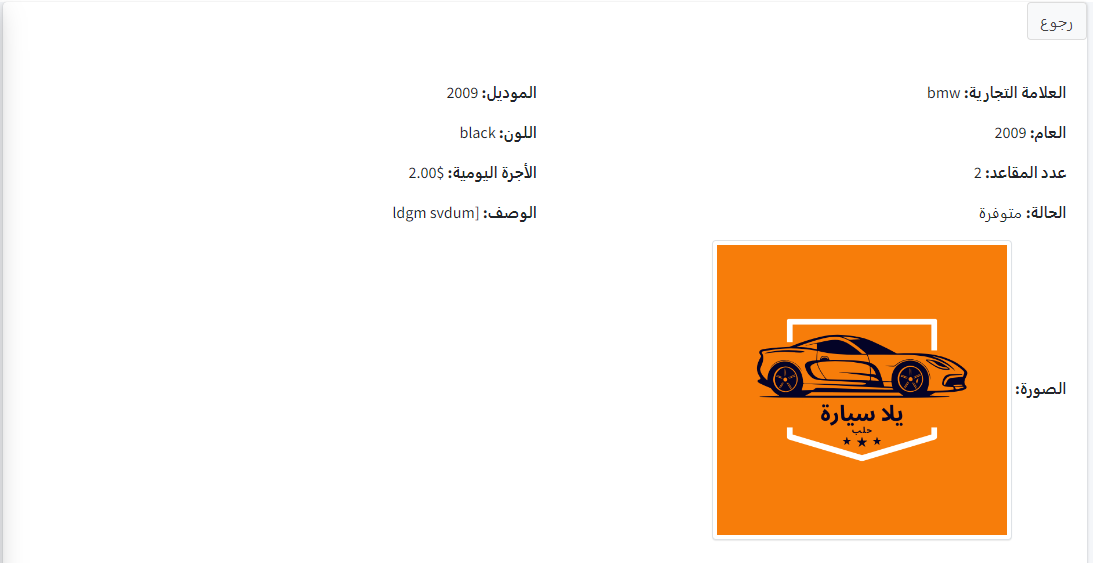 رجوع
العلامة التجارية: bmw
الموديل: 2009
العام: 2009
اللون: black
عدد المقاعد: 2
الأجرة اليومية: 2.00$
الحالة: متوفرة
الوصف: [ldgm svdum
الصورة:
يلا سيارة
حلب